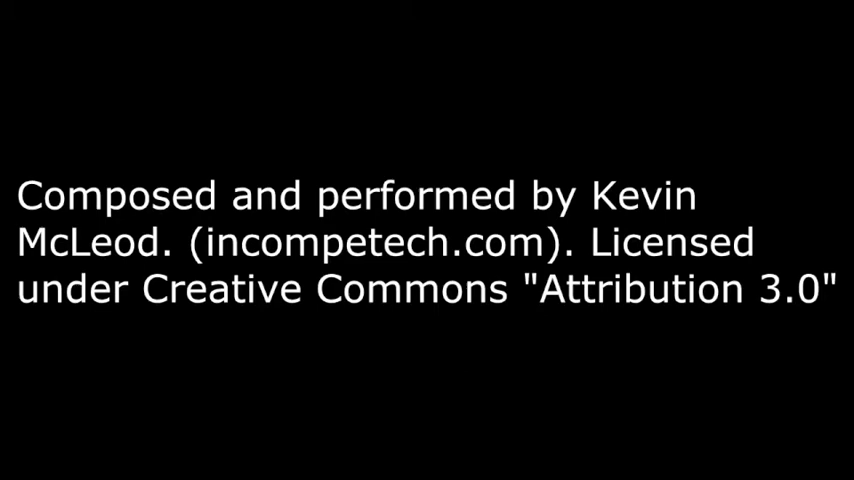 Composed and performed by Kevin
McLeod. (incompetech.com). Licensed
under Creative Commons "Attribution 3.0"